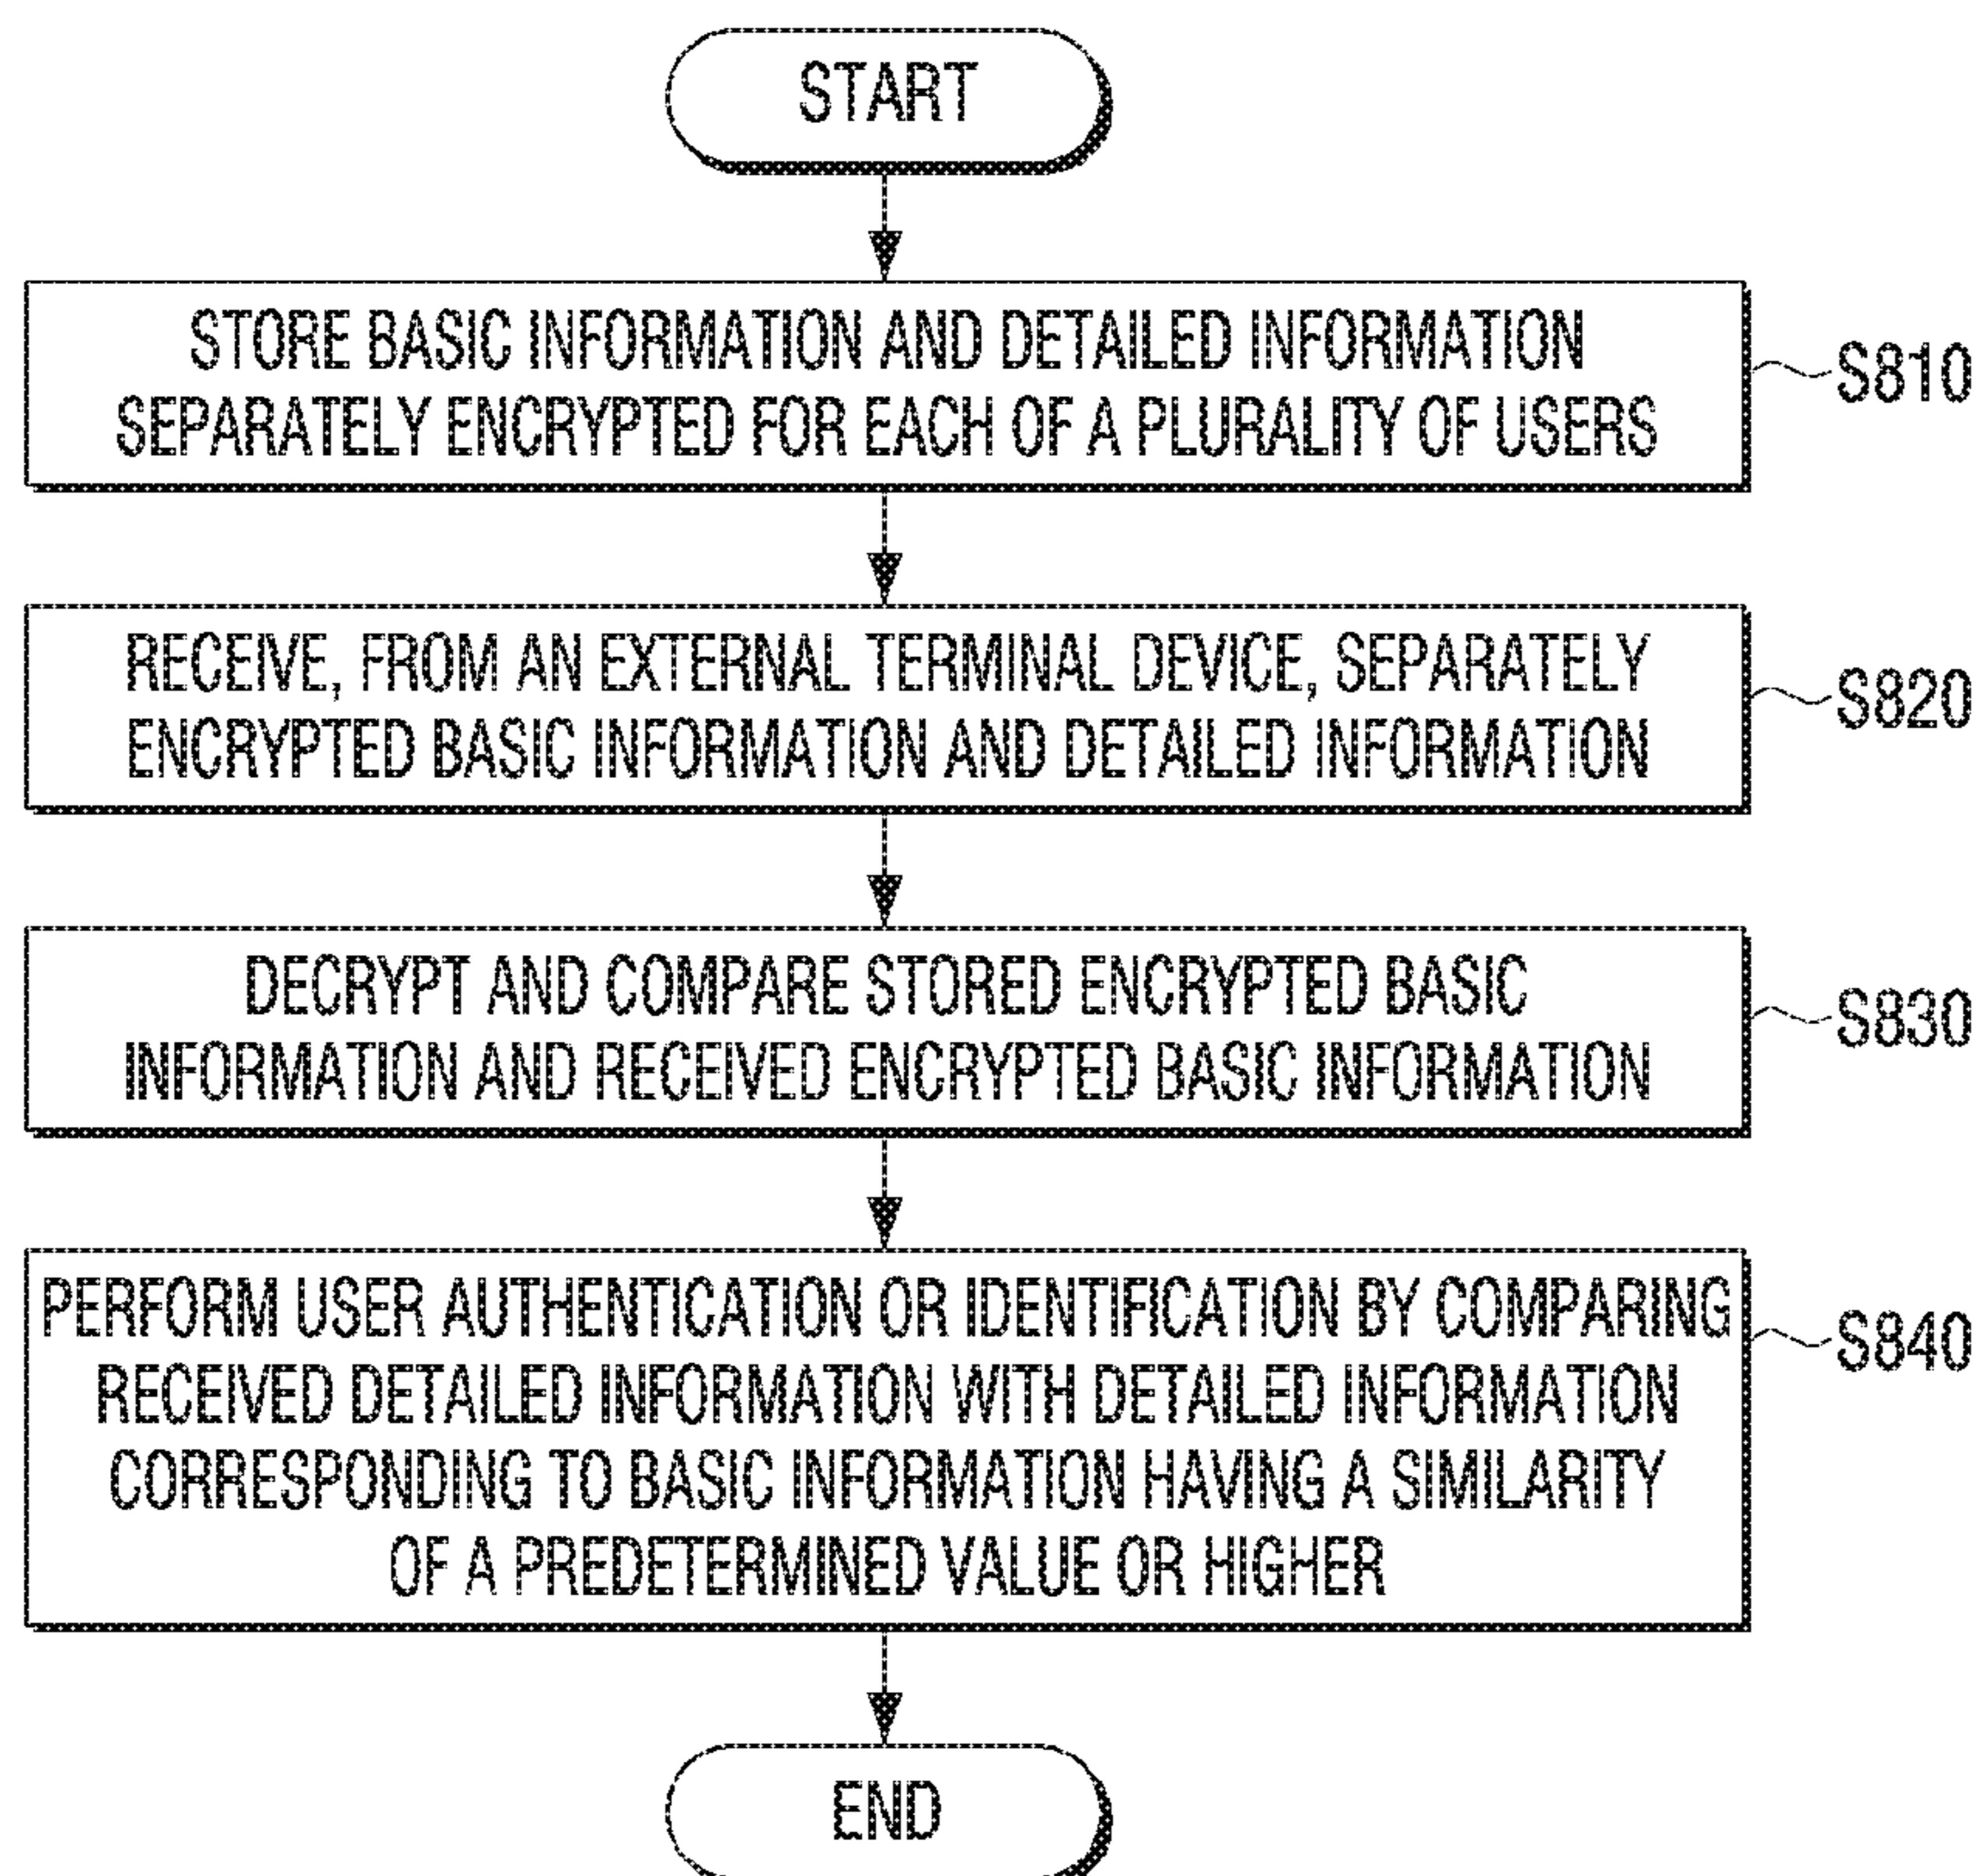 START
STORE BASIC INFORMATION AND DETAILED INFORMATION
SEPARATELY ENCRYPTED FOR EACH OF A PLURALITY OF USERS
S810
RECEIVE, FROM AN EXTERNAL TERMINAL DEVICE, SEPARATELY
ENCRYPTED BASIC INFORMATION AND DETAILED INFORMATION
S820
DECRYPT AND COMPARE STORED ENCRYPTED BASIC
INFORMATION AND RECEIVED ENCRYPTED BASIC INFORMATION
S830
PERFORM USER AUTHENTICATION OR IDENTIFICATION BY COMPARING
RECEIVED DETAILED INFORMATION WITH DETAILED INFORMATION
CORRESPONDING TO BASIC INFORMATION HAVING A SIMILARITY
OF A PREDETERMINED VALUE OR HIGHER
S840
END